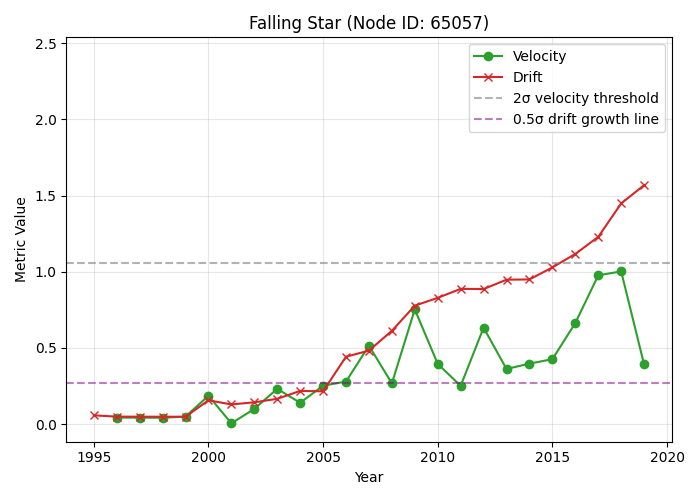 Falling Star (Node ID: 65057)
2.5
2.0
1.5
1.0
0.5
0.0
Metric Value
Velocity
Drift
2σ velocity threshold
0.5σ drift growth line
1995
2000
2005
2010
2015
2020
Year